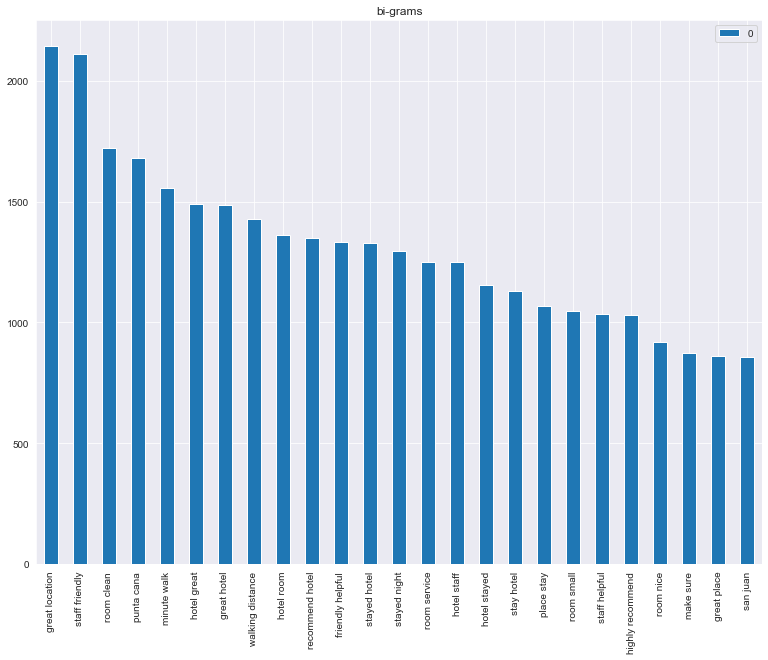 bi-grams
0
2000
1500
1000
500
0
great location
staff friendly
room clean
punta cana
minute walk
hotel great
great hotel
walking distance
hotel room
recommend hotel
friendly helpful
stayed hotel
stayed night
room service
hotel staff
hotel stayed
stay hotel
place stay
room small
staff helpful
highly recommend
room nice
make sure
great place
san juan